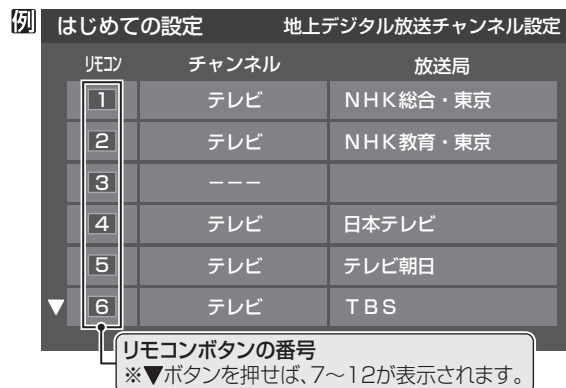 例
はじめての設定 地上デジタル放送チャンネル設定
リモコン チャンネル 放送局
1 テレビ NHK総合・東京
2 テレビ NHK教育・東京
3 −−−
4 テレビ 日本テレビ
5 テレビ テレビ朝日
▼ 6 テレビ TBS
リモコンボタンの番号
※▼ボタンを押せば、7〜12が表示されます。